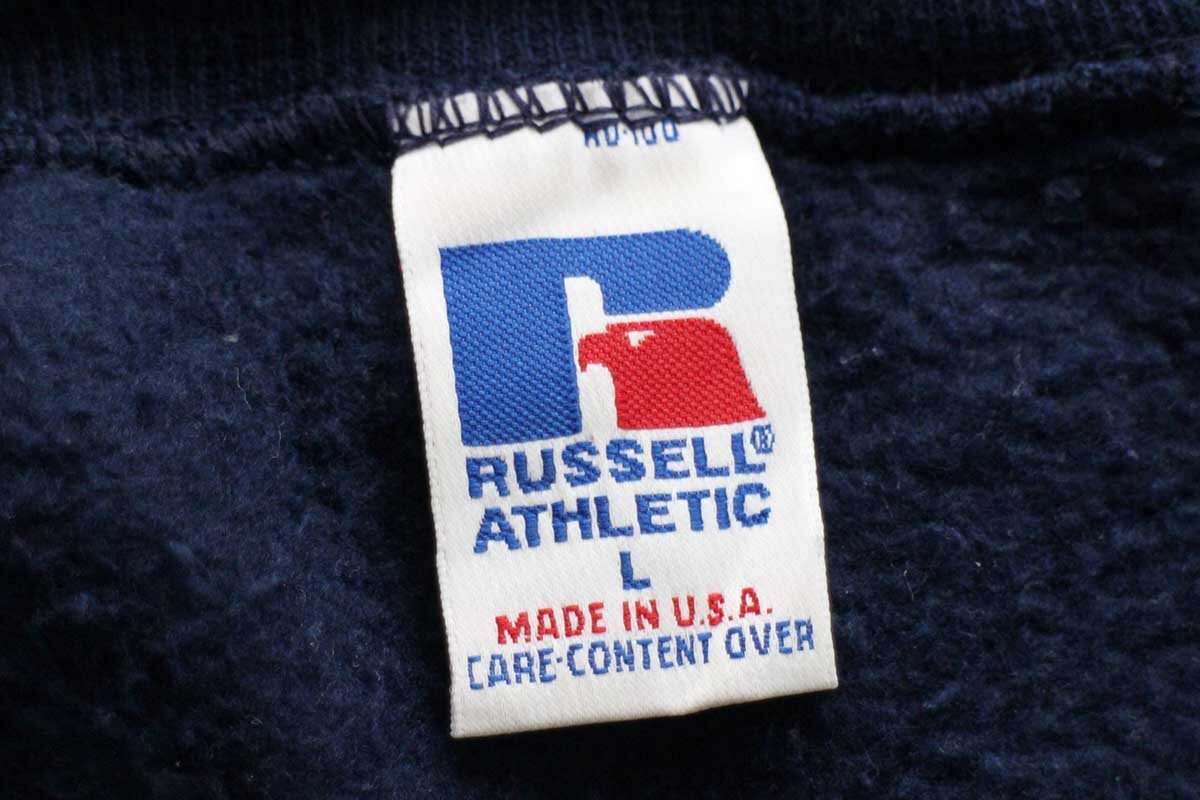 RUSSELL®
ATHLETIC
L
MADE IN U.S.A.
CARE-CONTENT OVER